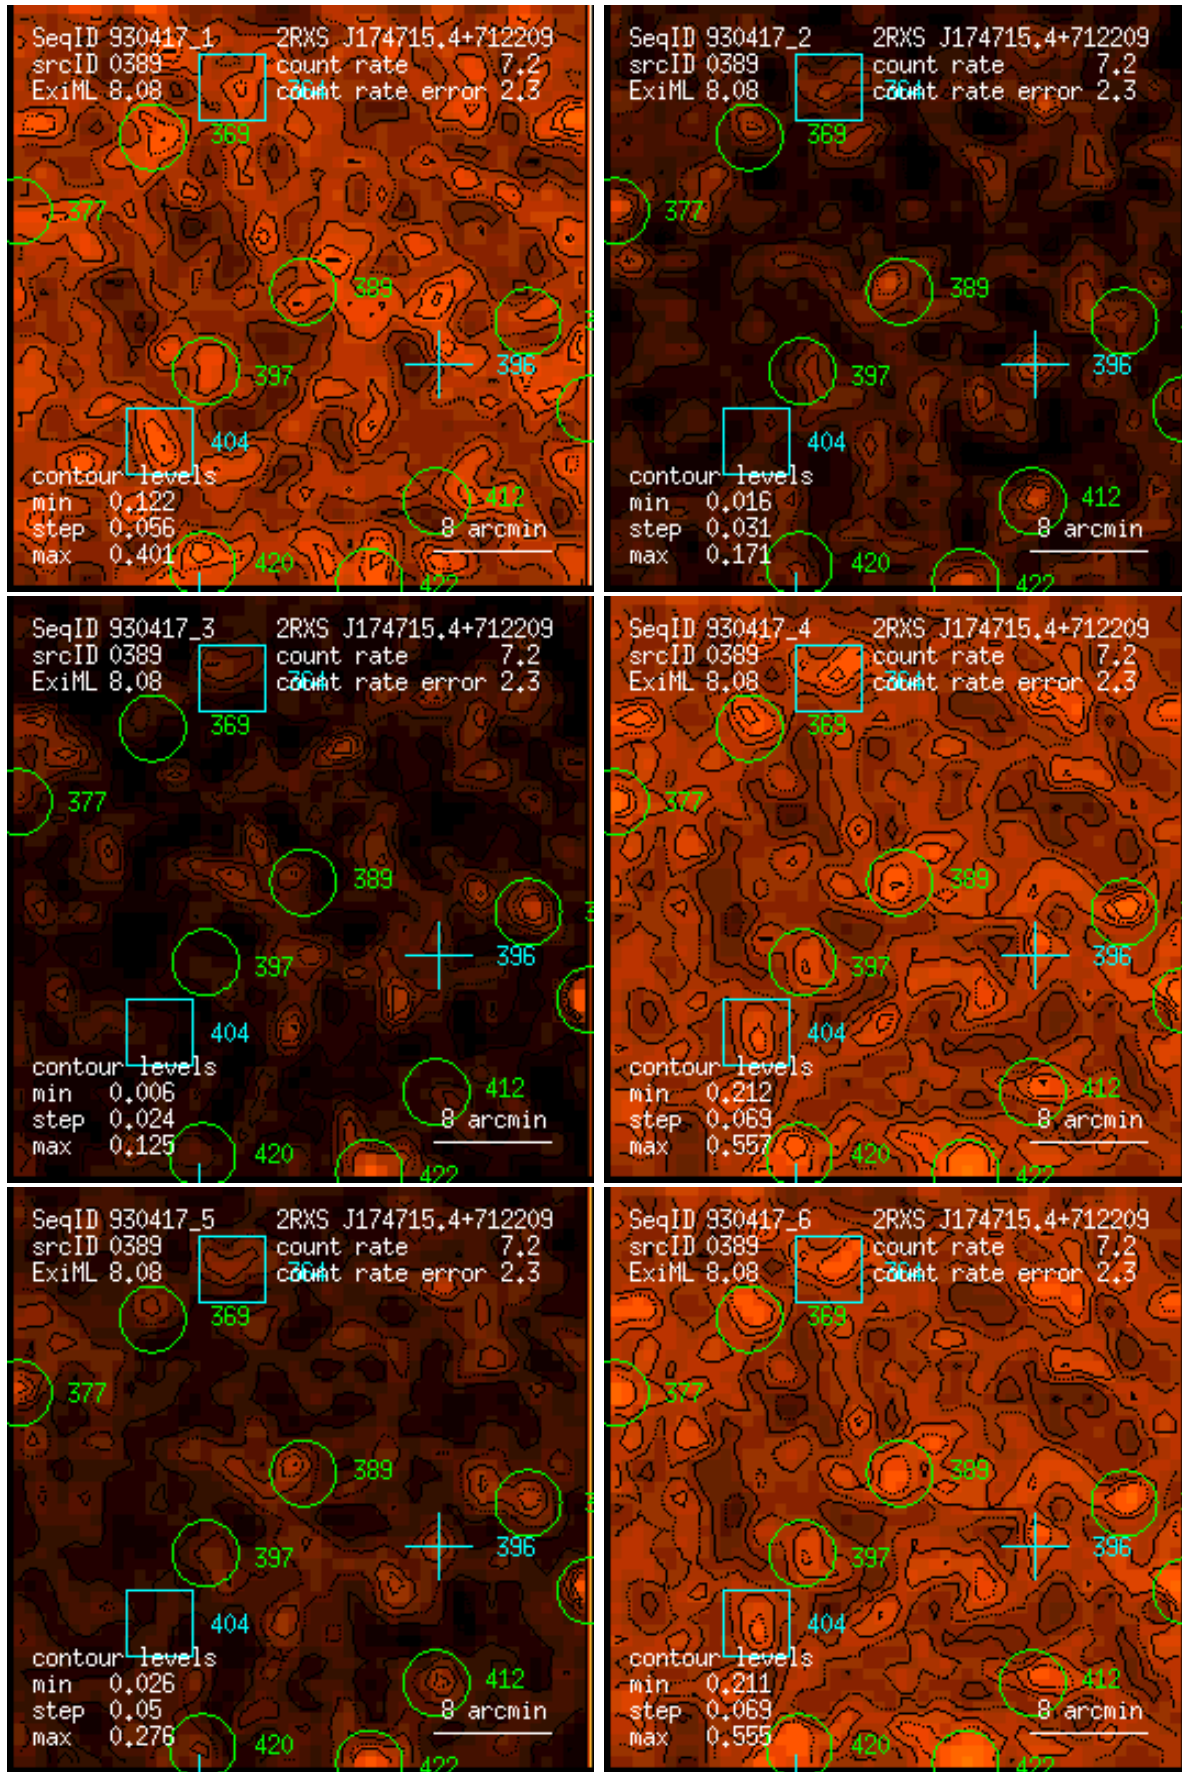 SeqID 930417_1 2RXS J174715.4+712209
srcID 0389 count rate 7.2
ExiML 8.08 count rate error 2.3
369
377
389
397
396
404
contour levels
min 0.122
412
step 0.056
8 arcmin
max 0.401
420
422
SeqID 930417_2 2RXS J174715.4+712209
srcID 0389 count rate 7.2
ExiML 8.08 count rate error 2.3
369
377
389
397
396
404
contour levels
min 0.016
412
step 0.031
8 arcmin
max 0.171
420
422
SeqID 930417_3 2RXS J174715.4+712209
srcID 0389 count rate 7.2
ExiML 8.08 count rate error 2.3
369
377
389
397
396
404
contour levels
min 0.006
412
step 0.024
8 arcmin
max 0.125
420
422
SeqID 930417_4 2RXS J174715.4+712209
srcID 0389 count rate 7.2
ExiML 8.08 count rate error 2.3
369
377
389
397
396
404
contour levels
min 0.212
412
step 0.069
8 arcmin
max 0.557
420
422
SeqID 930417_5 2RXS J174715.4+712209
srcID 0389 count rate 7.2
ExiML 8.08 count rate error 2.3
369
377
389
397
396
404
contour levels
min 0.026
412
step 0.05
8 arcmin
max 0.276
420
422
SeqID 930417_6 2RXS J174715.4+712209
srcID 0389 count rate 7.2
ExiML 8.08 count rate error 2.3
369
377
389
397
396
404
contour levels
min 0.211
412
step 0.069
8 arcmin
max 0.555
420
422